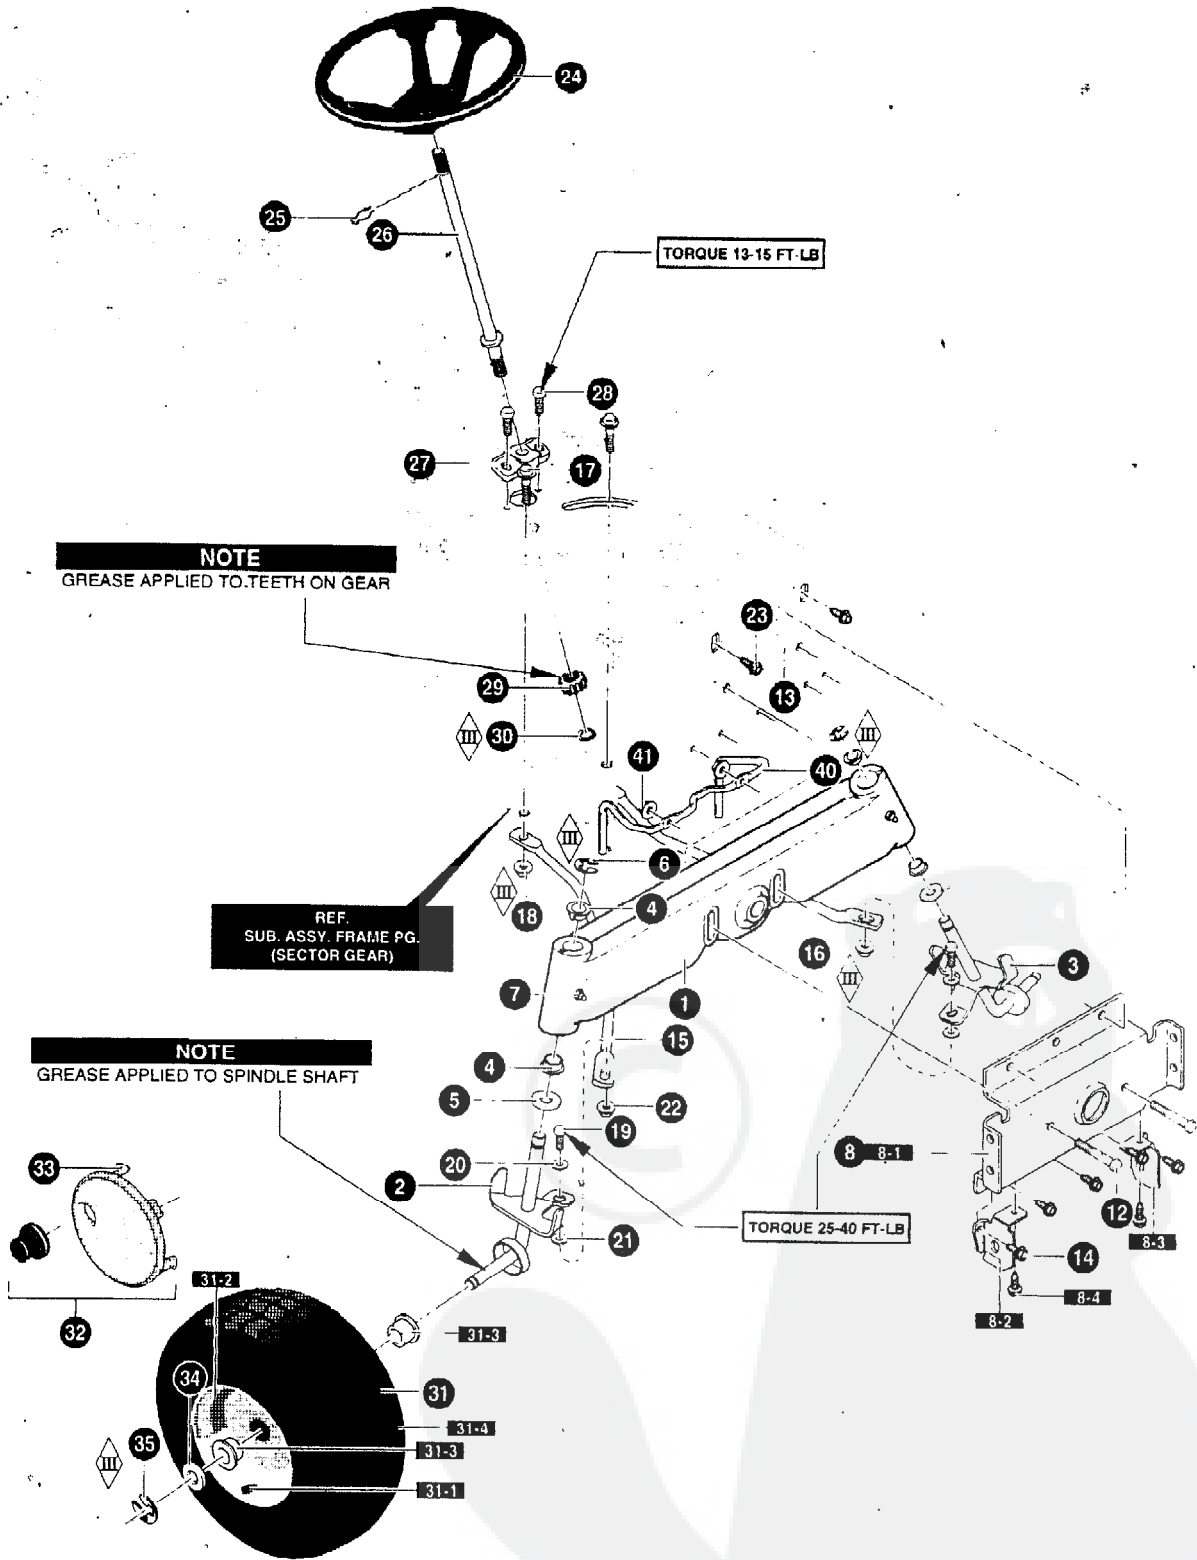 24
25
26
TORQUE 13-15 FT-LB
28
27
17
NOTE
GREASE APPLIED TO TEETH ON GEAR
23
13
29
III
30
III
41
40
III
6
III
18
4
REF.
SUB. ASSY. FRAME PG.
(SECTOR GEAR)
16
III
3
7
1
15
NOTE
GREASE APPLIED TO SPINDLE SHAFT
4
5
22
19
20
8
8-1
33
2
12
21
TORQUE 25-40 FT-LB
8-3
14
31-2
8-4
32
31-3
8-2
34
31
31-4
35
III
31-3
31-1